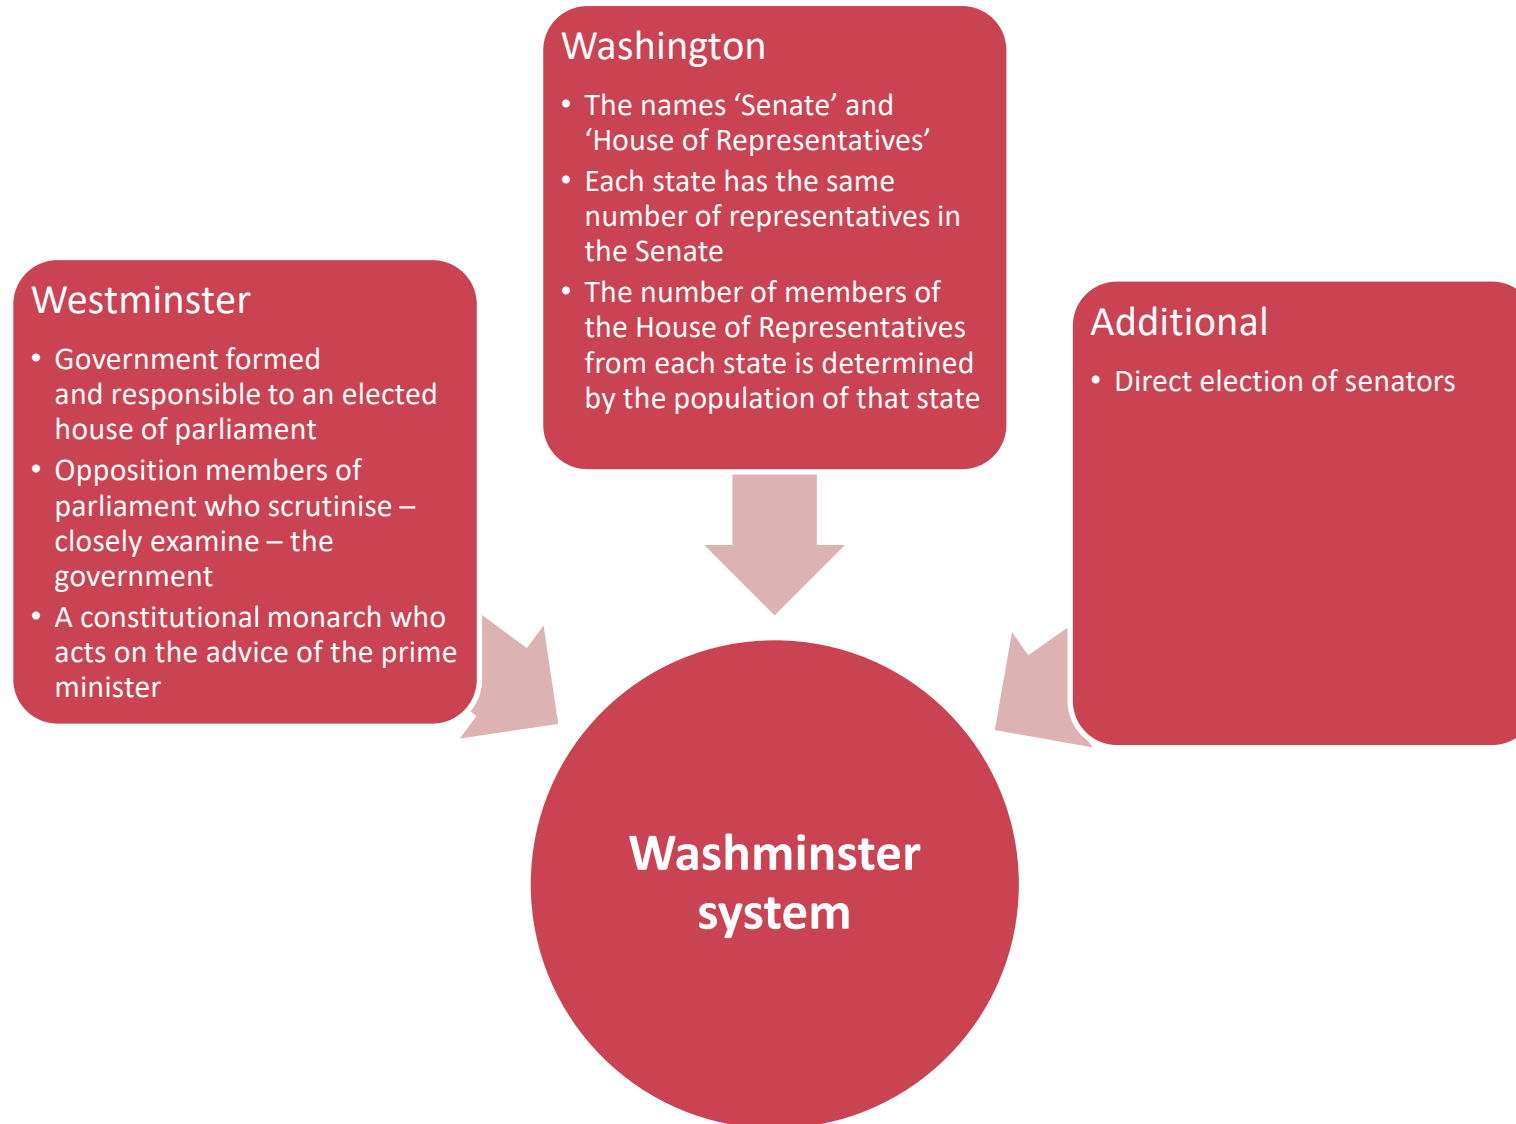 Washington
• The names ‘Senate’ and
‘House of Representatives’
• Each state has the same
number of representatives in
the Senate
• The number of members of
the House of Representatives
from each state is determined
by the population of that state
Westminster
• Government formed
and responsible to an elected
house of parliament
• Opposition members of
parliament who scrutinise –
closely examine – the
government
• A constitutional monarch who
acts on the advice of the prime
minister
Additional
• Direct election of senators
Washminster
system